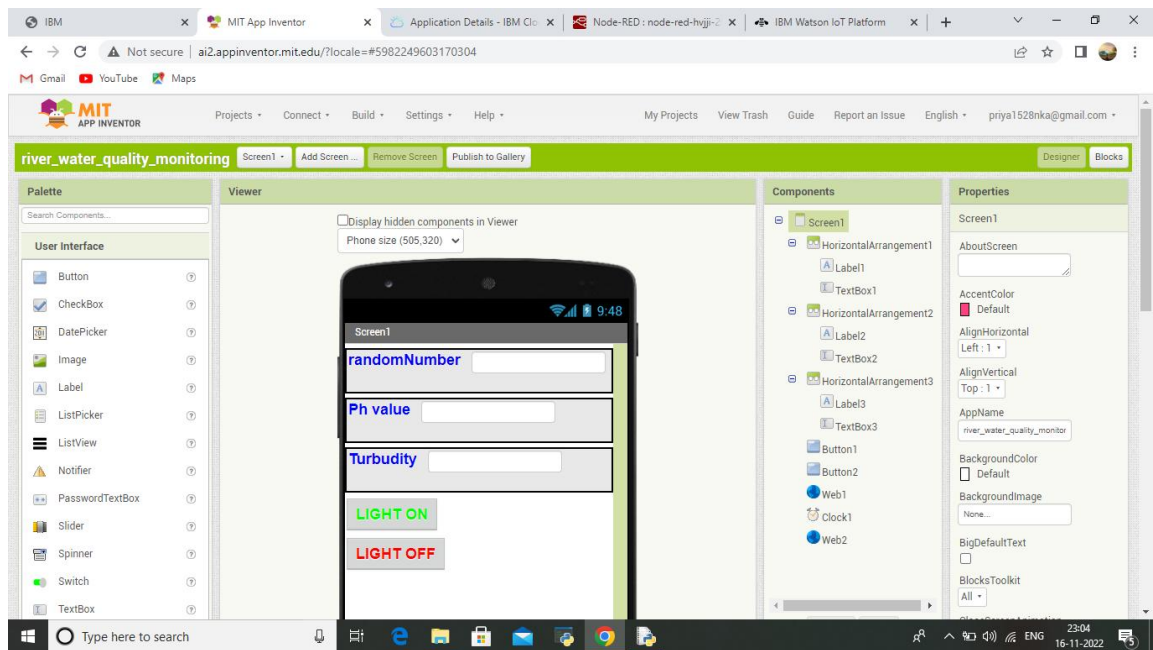 IBM
MIT App Inventor
Application Details - IBM Clo
Node-RED : node-red-hvjji-2
IBM Watson IoT Platform
Not secure | ai2.appinventor.mit.edu/?locale=#5982249603170304
Gmail YouTube Maps
MIT
APP INVENTOR
Projects Connect Build Settings Help My Projects View Trash Guide Report an Issue English priya1528nka@gmail.com
river_water_quality_monitoring Screen1 Add Screen ... Remove Screen Publish to Gallery Designer Blocks
Palette
Search Components...
User Interface
Button
CheckBox
DatePicker
Image
Label
ListPicker
ListView
Notifier
PasswordTextBox
Slider
Spinner
Switch
TextBox
Viewer
Display hidden components in Viewer
Phone size (505,320)
9:48
Screen1
randomNumber
Ph value
Turbudity
LIGHT ON
LIGHT OFF
Components
Screen1
HorizontalArrangement1
Label1
TextBox1
HorizontalArrangement2
Label2
TextBox2
HorizontalArrangement3
Label3
TextBox3
Button1
Button2
Web1
Clock1
Web2
Properties
Screen1
AboutScreen
AccentColor
Default
AlignHorizontal
Left : 1
AlignVertical
Top : 1
AppName
river_water_quality_monitor
BackgroundColor
Default
BackgroundImage
None...
BigDefaultText
BlocksToolkit
All
Type here to search
ENG
23:04
16-11-2022
5